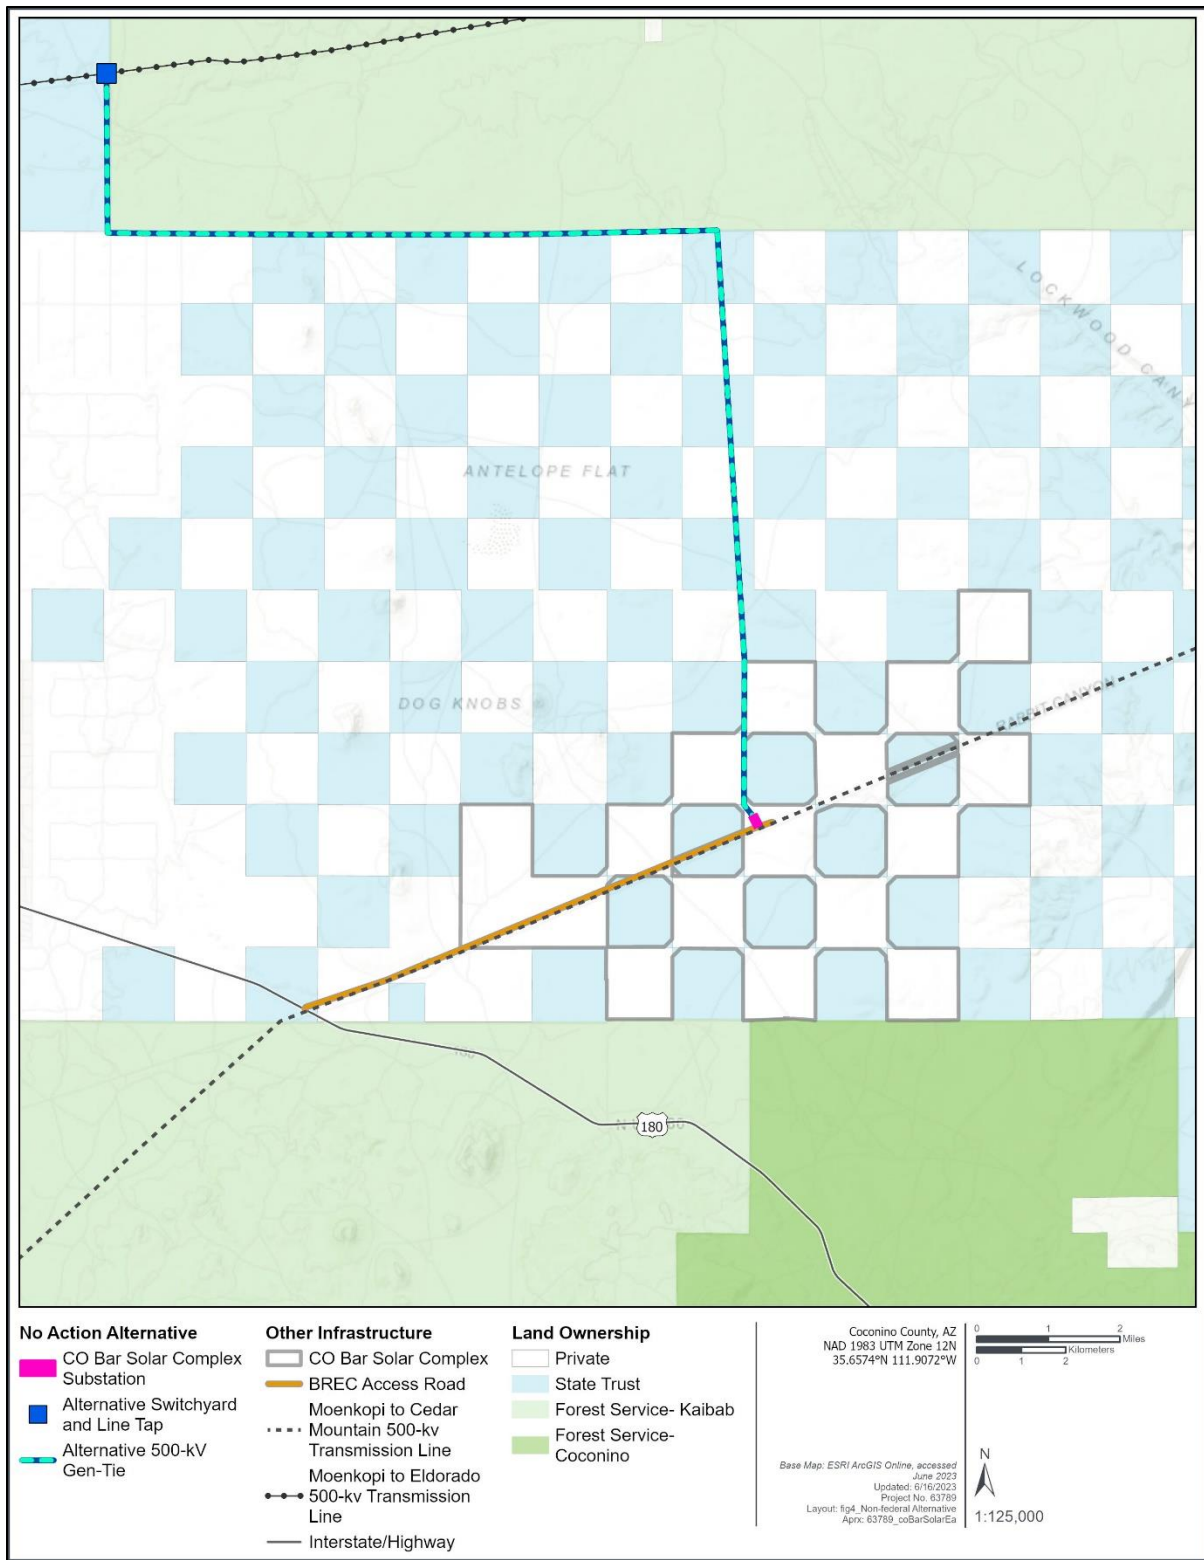 LOCKWOOD CANY
ANTELOPE FLAT
DOG KNOBS
RABBIT CANYON
180
180
No Action Alternative
CO Bar Solar Complex
Substation
Alternative Switchyard
and Line Tap
Alternative 500-kV
Gen-Tie
Other Infrastructure
CO Bar Solar Complex
BREC Access Road
Moenkopi to Cedar
Mountain 500-kv
Transmission Line
Moenkopi to Eldorado
500-kv Transmission
Line
Interstate/Highway
Land Ownership
Private
State Trust
Forest Service- Kaibab
Forest Service-
Coconino
Coconino County, AZ
NAD 1983 UTM Zone 12N
35.6574°N 111.9072°W
Base Map: ESRI ArcGIS Online, accessed
June 2023
Updated: 6/16/2023
Project No. 63789
Layout: fig4_Non-federal Alternative
Aprx: 63789_coBarSolarEa
0 1 2
Miles
Kilometers
0 1 2
N
1:125,000